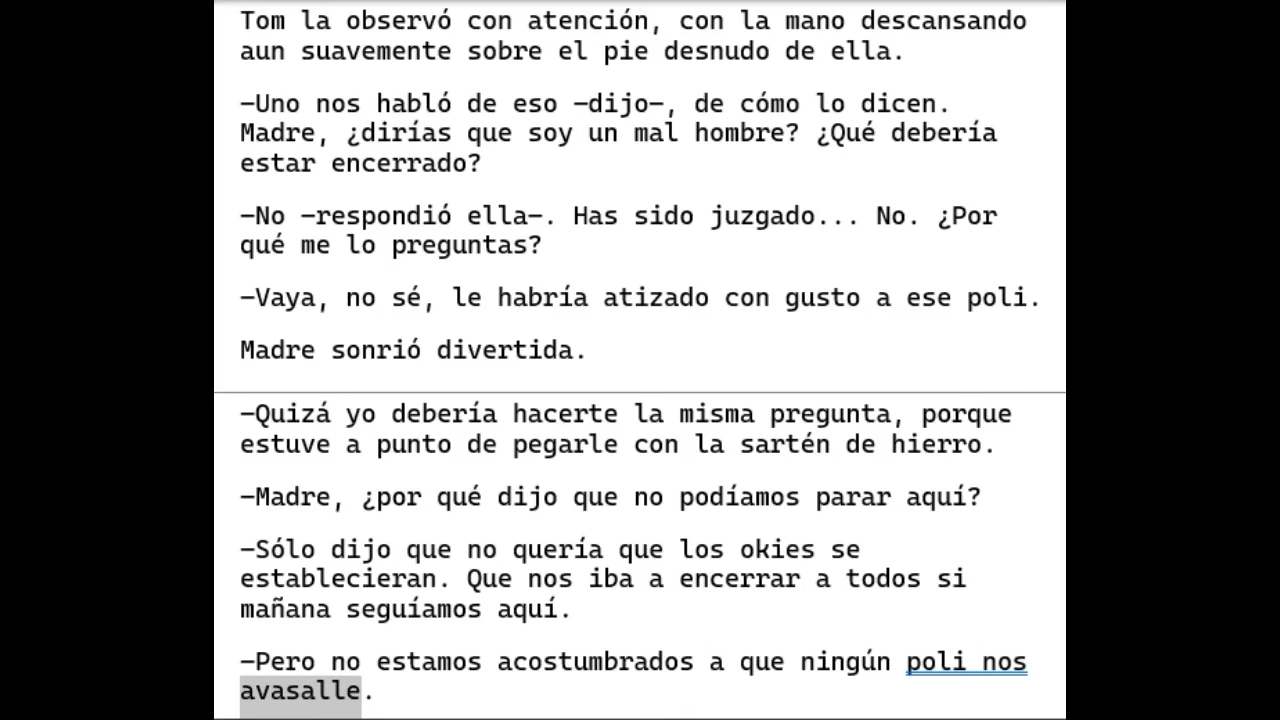 Tom la observó con atención, con la mano descansando
aun suavemente sobre el pie desnudo de ella.
—Uno nos habló de eso —dijo—, de cómo lo dicen.
Madre, ¿dirías que soy un mal hombre? ¿Qué debería
estar encerrado?
—No —respondió ella—. Has sido juzgado... No. ¿Por
qué me lo preguntas?
—Vaya, no sé, le habría atizado con gusto a ese poli.
Madre sonrió divertida.
—Quizá yo debería hacerte la misma pregunta, porque
estuve a punto de pegarle con la sartén de hierro.
—Madre, ¿por qué dijo que no podíamos parar aquí?
—Sólo dijo que no quería que los okies se
establecieran. Que nos iba a encerrar a todos si
mañana seguíamos aquí.
—Pero no estamos acostumbrados a que ningún poli nos
avasalle.